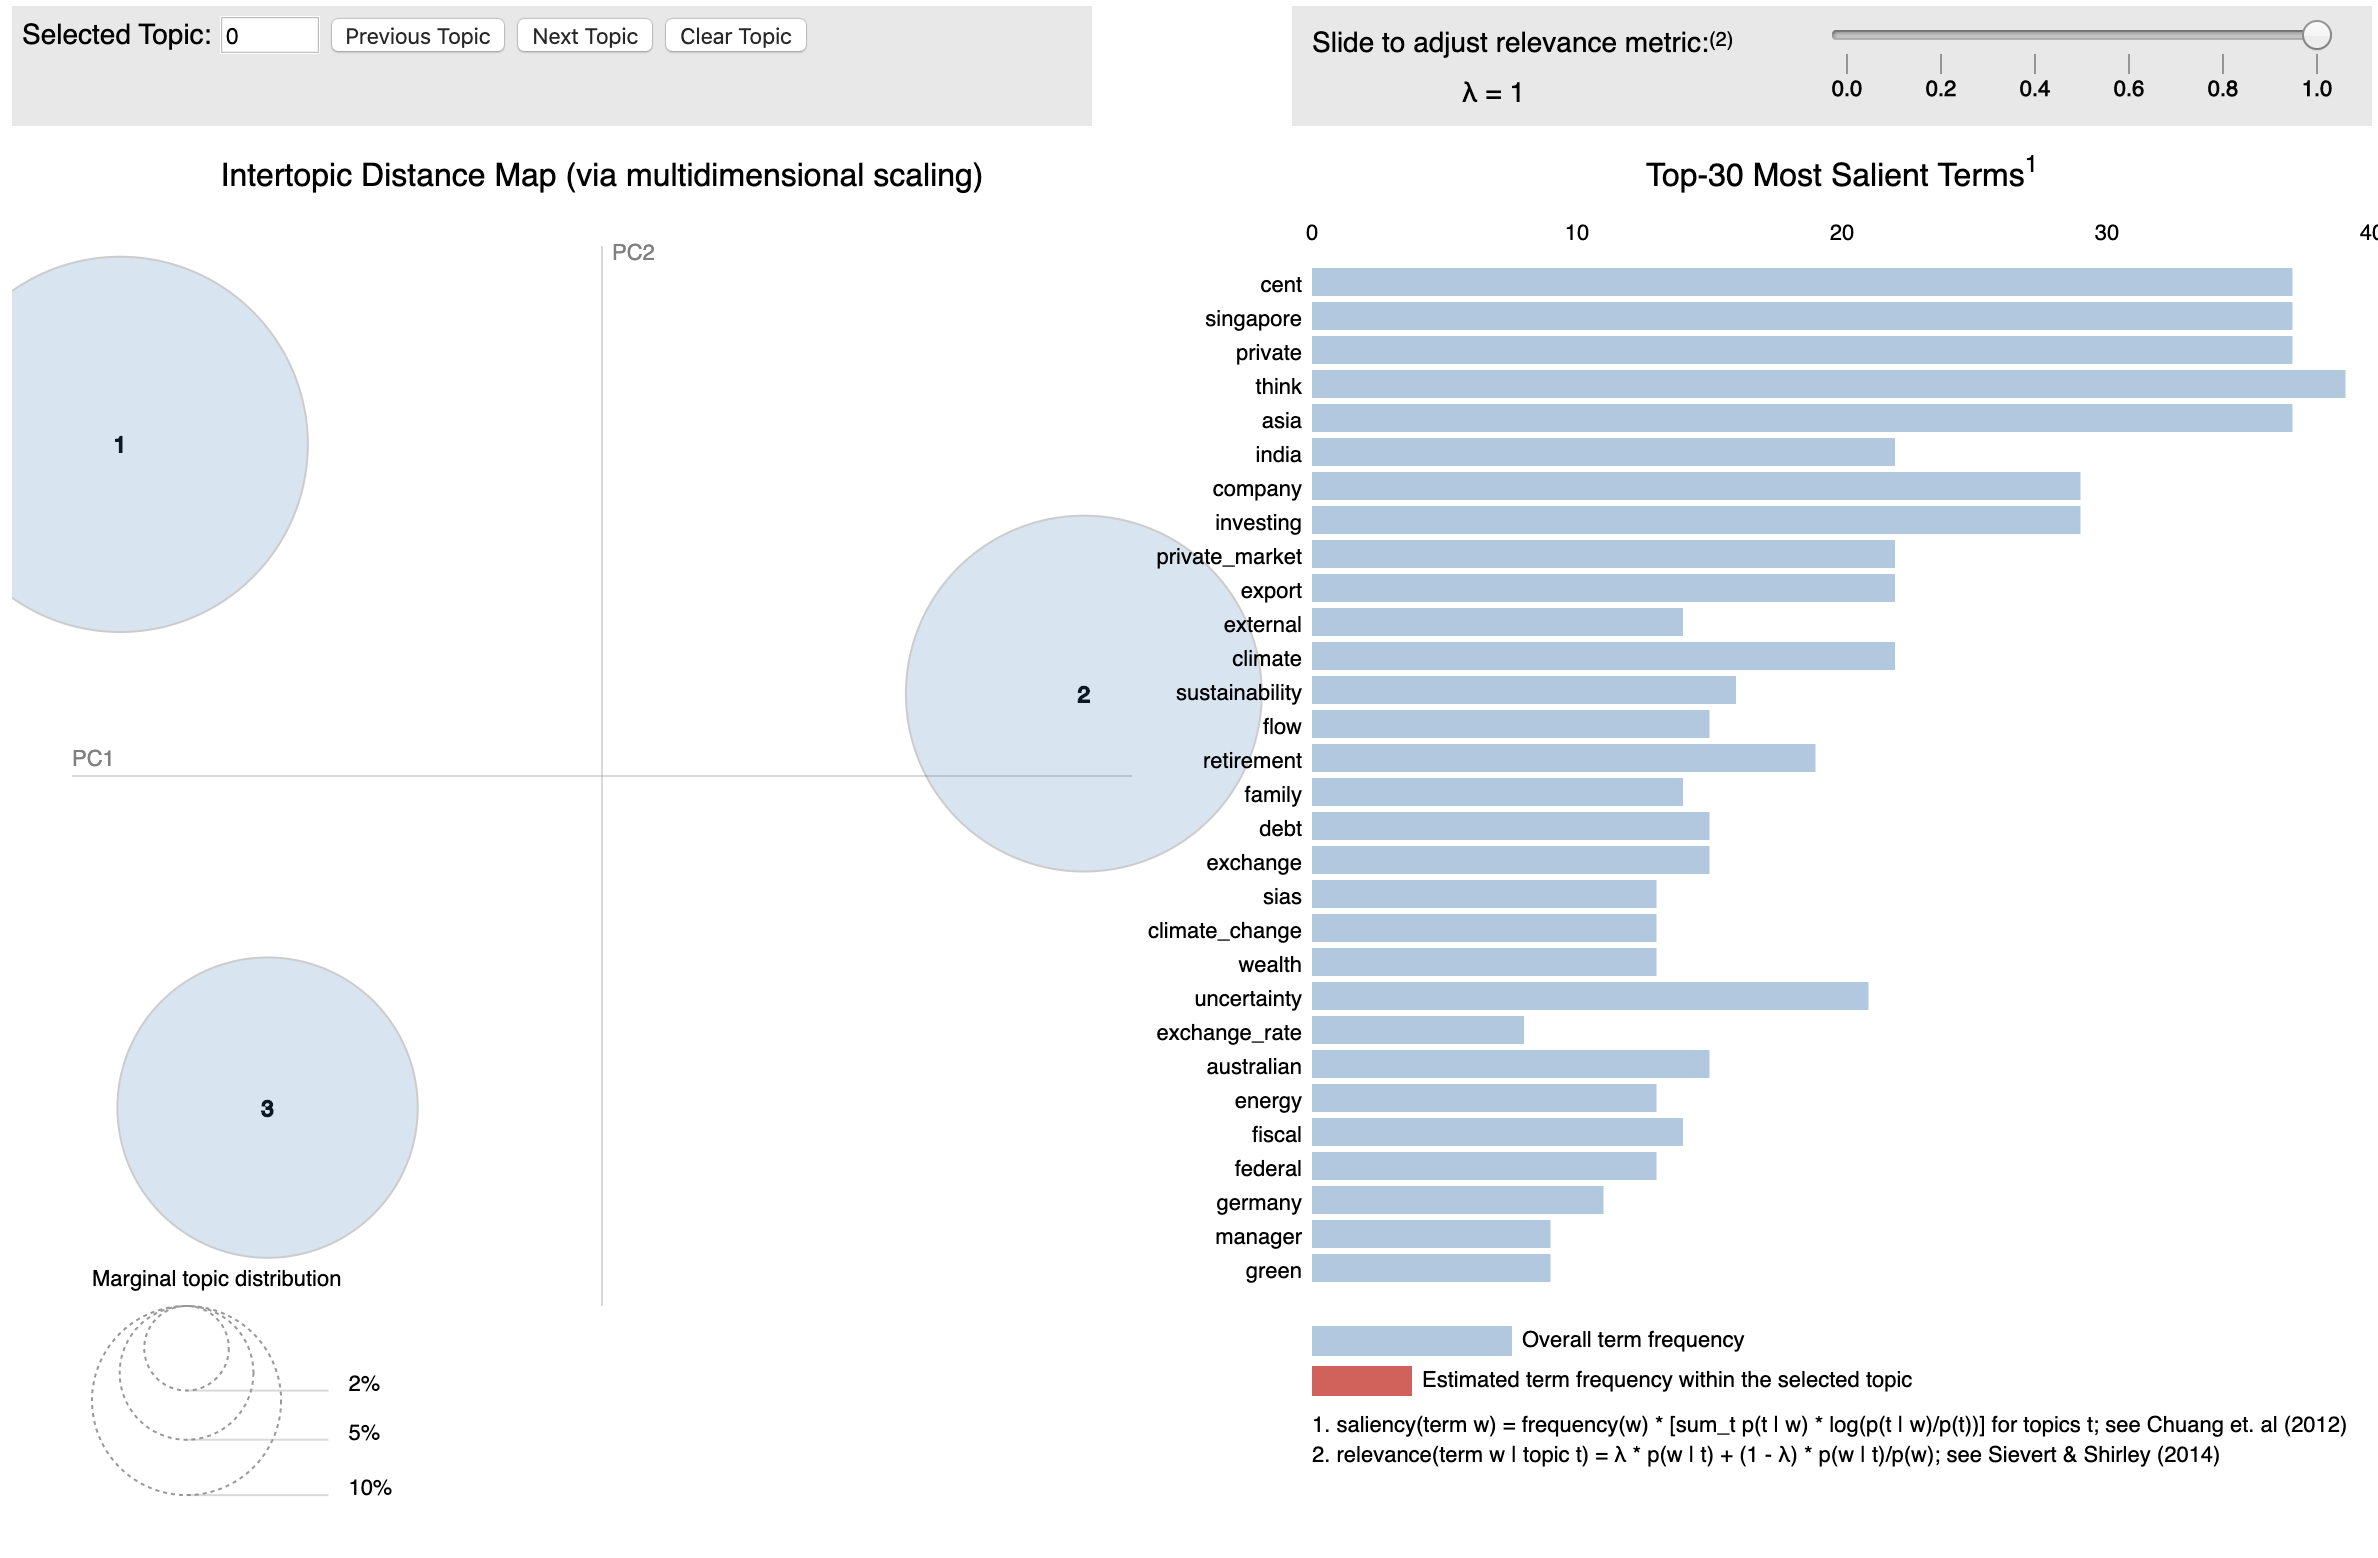 Selected Topic: 0 Previous Topic Next Topic Clear Topic
Slide to adjust relevance metric:(2)
λ = 1
0.0 0.2 0.4 0.6 0.8 1.0
Intertopic Distance Map (via multidimensional scaling)
PC2
PC1
1
2
3
Marginal topic distribution
2%
5%
10%
Top-30 Most Salient Terms1
0 10 20 30
cent
singapore
private
think
asia
india
company
investing
private_market
export
external
climate
sustainability
flow
retirement
family
debt
exchange
sias
climate_change
wealth
uncertainty
exchange_rate
australian
energy
fiscal
federal
germany
manager
green
Overall term frequency
Estimated term frequency within the selected topic
1. saliency(term w) = frequency(w) * [sum_t p(t | w) * log(p(t | w)/p(t))] for topics t; see Chuang et. al (2012)
2. relevance(term w | topic t) = λ * p(w | t) + (1 - λ) * p(w | t)/p(w); see Sievert & Shirley (2014)